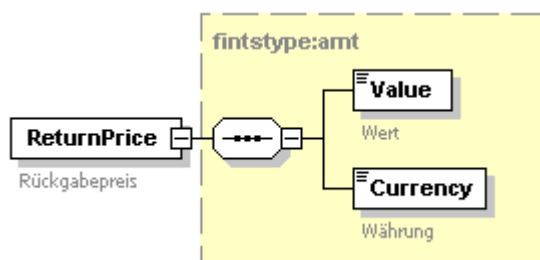 fintstype:amt
Value
Wert
ReturnPrice
Rückgabepreis
Currency
Währung